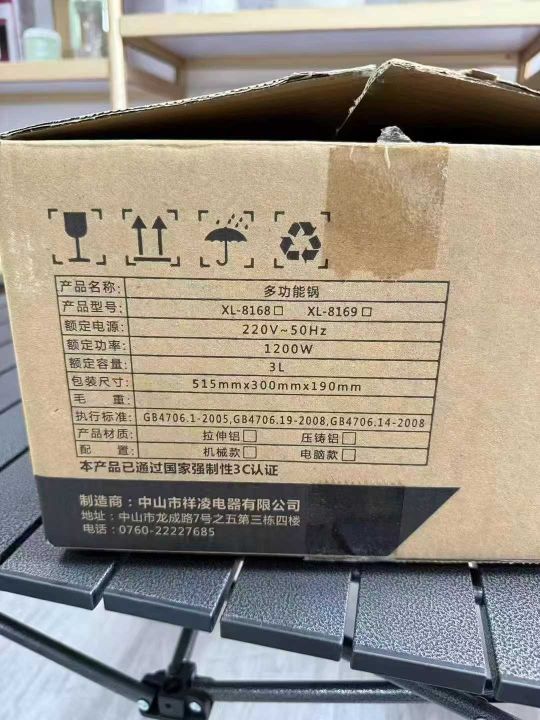 产品名称: 多功能锅
产品型号: XL-8168□ XL-8169□
额定电源: 220V~50Hz
额定功率: 1200W
额定容量: 3L
包装尺寸: 515mmx300mmx190mm
毛 重:
执行标准: GB4706.1-2005,GB4706.19-2008,GB4706.14-2008
产品材质: 拉伸铝□ 压铸铝□
配 置: 机械款□ 电脑款□
本产品已通过国家强制性3C认证
制造商：中山市祥凌电器有限公司
地址：中山市龙成路7号之五第三栋四楼
电话：0760-22227685